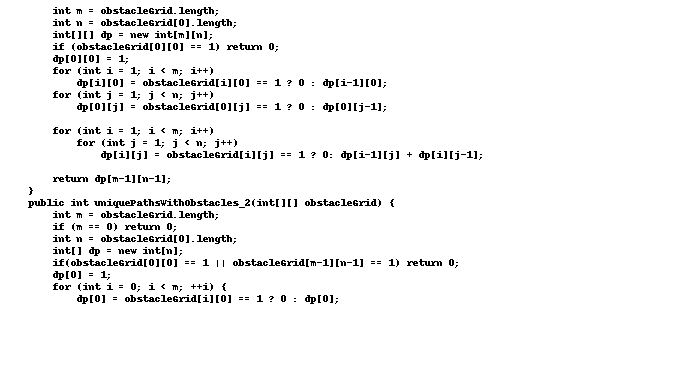 int m = obstacleGrid.length;
int n = obstacleGrid[0].length;
int[][] dp = new int[m][n];
if (obstacleGrid[0][0] == 1) return 0;
dp[0][0] = 1;
for (int i = 1; i < m; i++)
dp[i][0] = obstacleGrid[i][0] == 1 ? 0 : dp[i-1][0];
for (int j = 1; j < n; j++)
dp[0][j] = obstacleGrid[0][j] == 1 ? 0 : dp[0][j-1];
for (int i = 1; i < m; i++)
for (int j = 1; j < n; j++)
dp[i][j] = obstacleGrid[i][j] == 1 ? 0: dp[i-1][j] + dp[i][j-1];
return dp[m-1][n-1];
}
public int uniquePathsWithObstacles_2(int[][] obstacleGrid) {
int m = obstacleGrid.length;
if (m == 0) return 0;
int n = obstacleGrid[0].length;
int[] dp = new int[n];
if(obstacleGrid[0][0] == 1 || obstacleGrid[m-1][n-1] == 1) return 0;
dp[0] = 1;
for (int i = 0; i < m; ++i) {
dp[0] = obstacleGrid[i][0] == 1 ? 0 : dp[0];